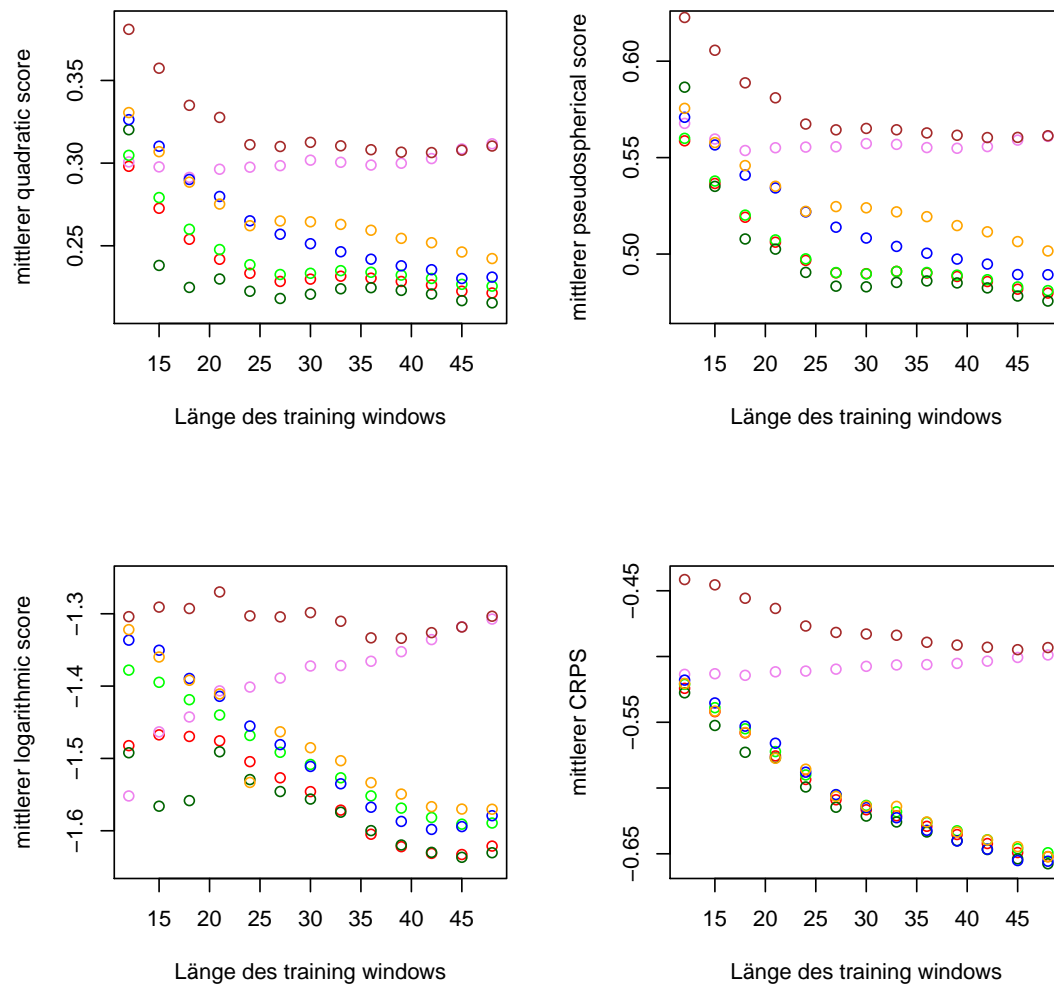 mittlerer quadratic score
0.25 0.30 0.35
15 20 25 30 35 40 45
Länge des training windows
mittlerer pseudospherical score
0.50 0.55 0.60
15 20 25 30 35 40 45
Länge des training windows
mittlerer logarithmic score
−1.6 −1.5 −1.4 −1.3
15 20 25 30 35 40 45
Länge des training windows
mittlerer CRPS
−0.65 −0.55 −0.45
15 20 25 30 35 40 45
Länge des training windows